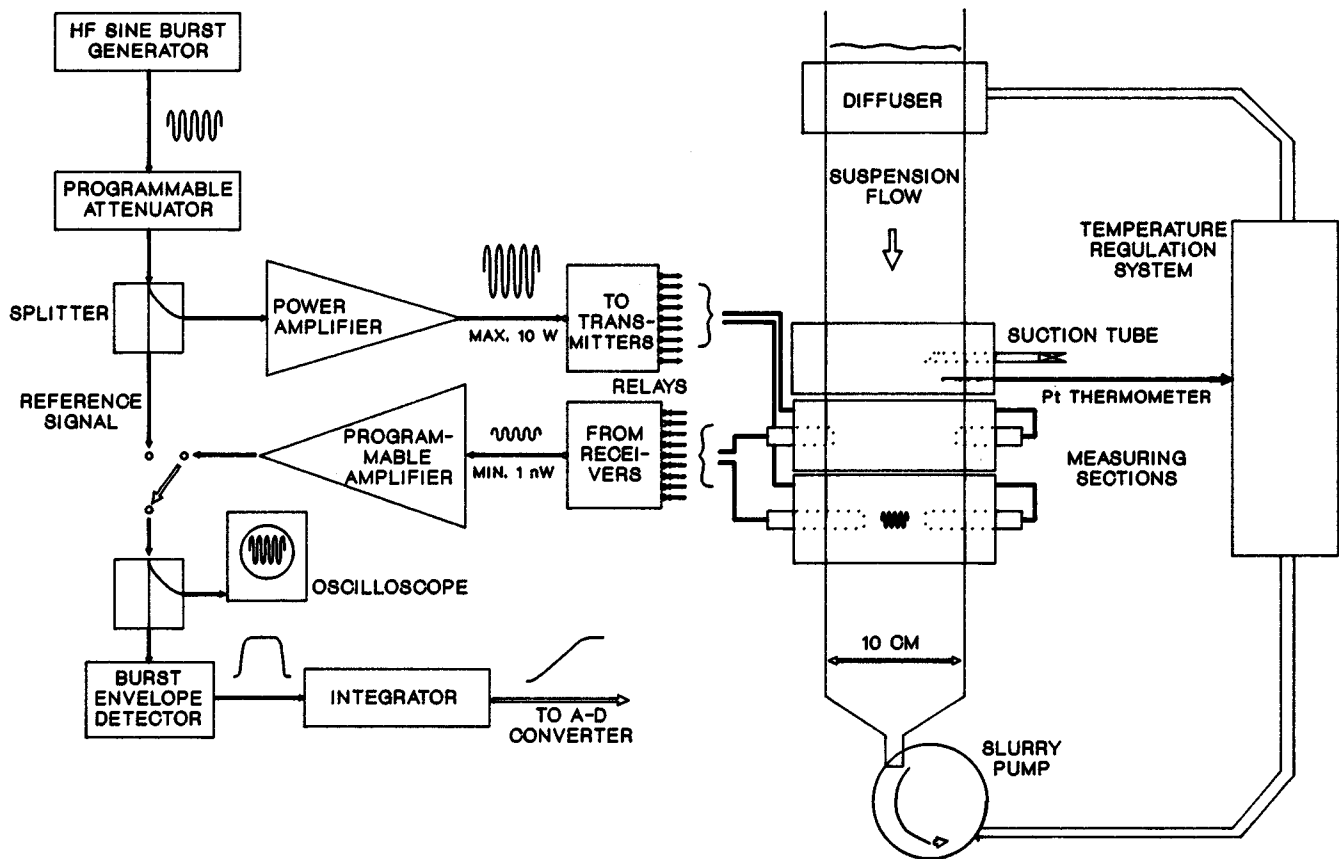 HF SINE BURST
GENERATOR
PROGRAMMABLE
ATTENUATOR
SPLITTER
POWER
AMPLIFIER
MAX. 10 W
TO
TRANS-
MITTERS
RELAYS
REFERENCE
SIGNAL
PROGRAM-
MABLE
AMPLIFIER
MIN. 1 nW
FROM
RECEI-
VERS
OSCILLOSCOPE
BURST
ENVELOPE
DETECTOR
INTEGRATOR
TO A-D
CONVERTER
DIFFUSER
SUSPENSION
FLOW
TEMPERATURE
REGULATION
SYSTEM
SUCTION TUBE
Pt THERMOMETER
MEASURING
SECTIONS
10 CM
SLURRY
PUMP